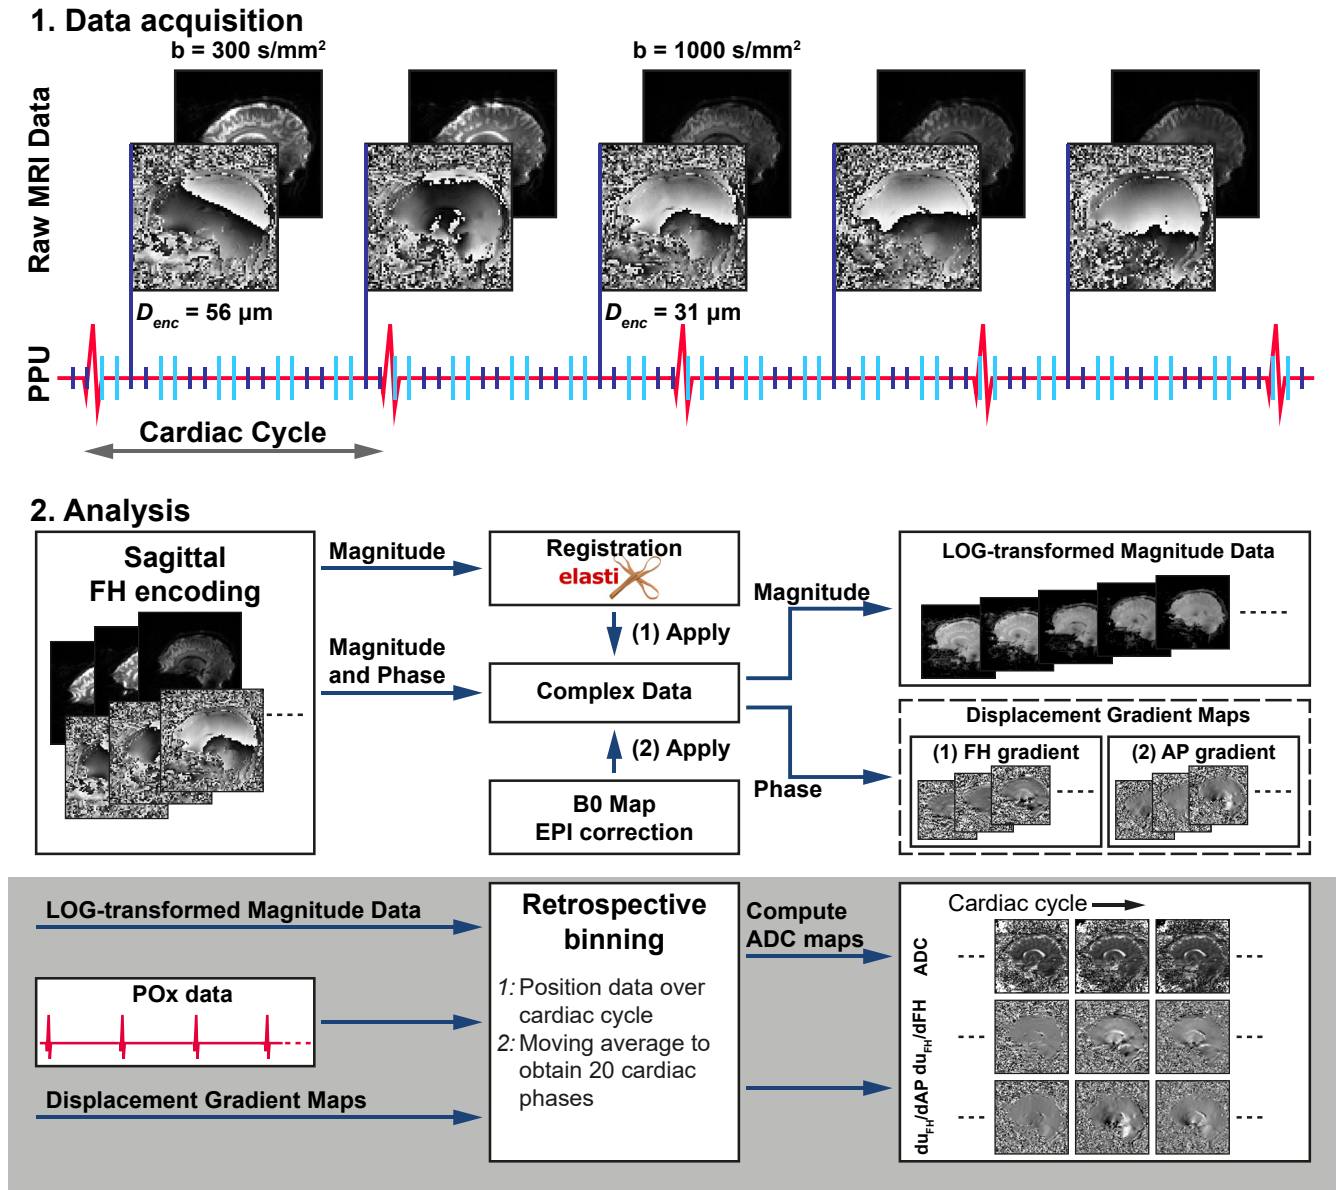 1. Data acquisition
b = 300 s/mm²
b = 1000 s/mm²
Raw MRI Data
D_enc = 56 µm
D_enc = 31 µm
PPU
Cardiac Cycle
2. Analysis
Sagittal
FH encoding
Magnitude
Magnitude
and Phase
Registration
elastix
(1) Apply
Complex Data
(2) Apply
B0 Map
EPI correction
Magnitude
Phase
LOG-transformed Magnitude Data
Displacement Gradient Maps
(1) FH gradient
(2) AP gradient
LOG-transformed Magnitude Data
POx data
Displacement Gradient Maps
Retrospective
binning
1: Position data over
cardiac cycle
2: Moving average to
obtain 20 cardiac
phases
Compute
ADC maps
Cardiac cycle
ADC
du_FH/dFH
du_FH/dAP